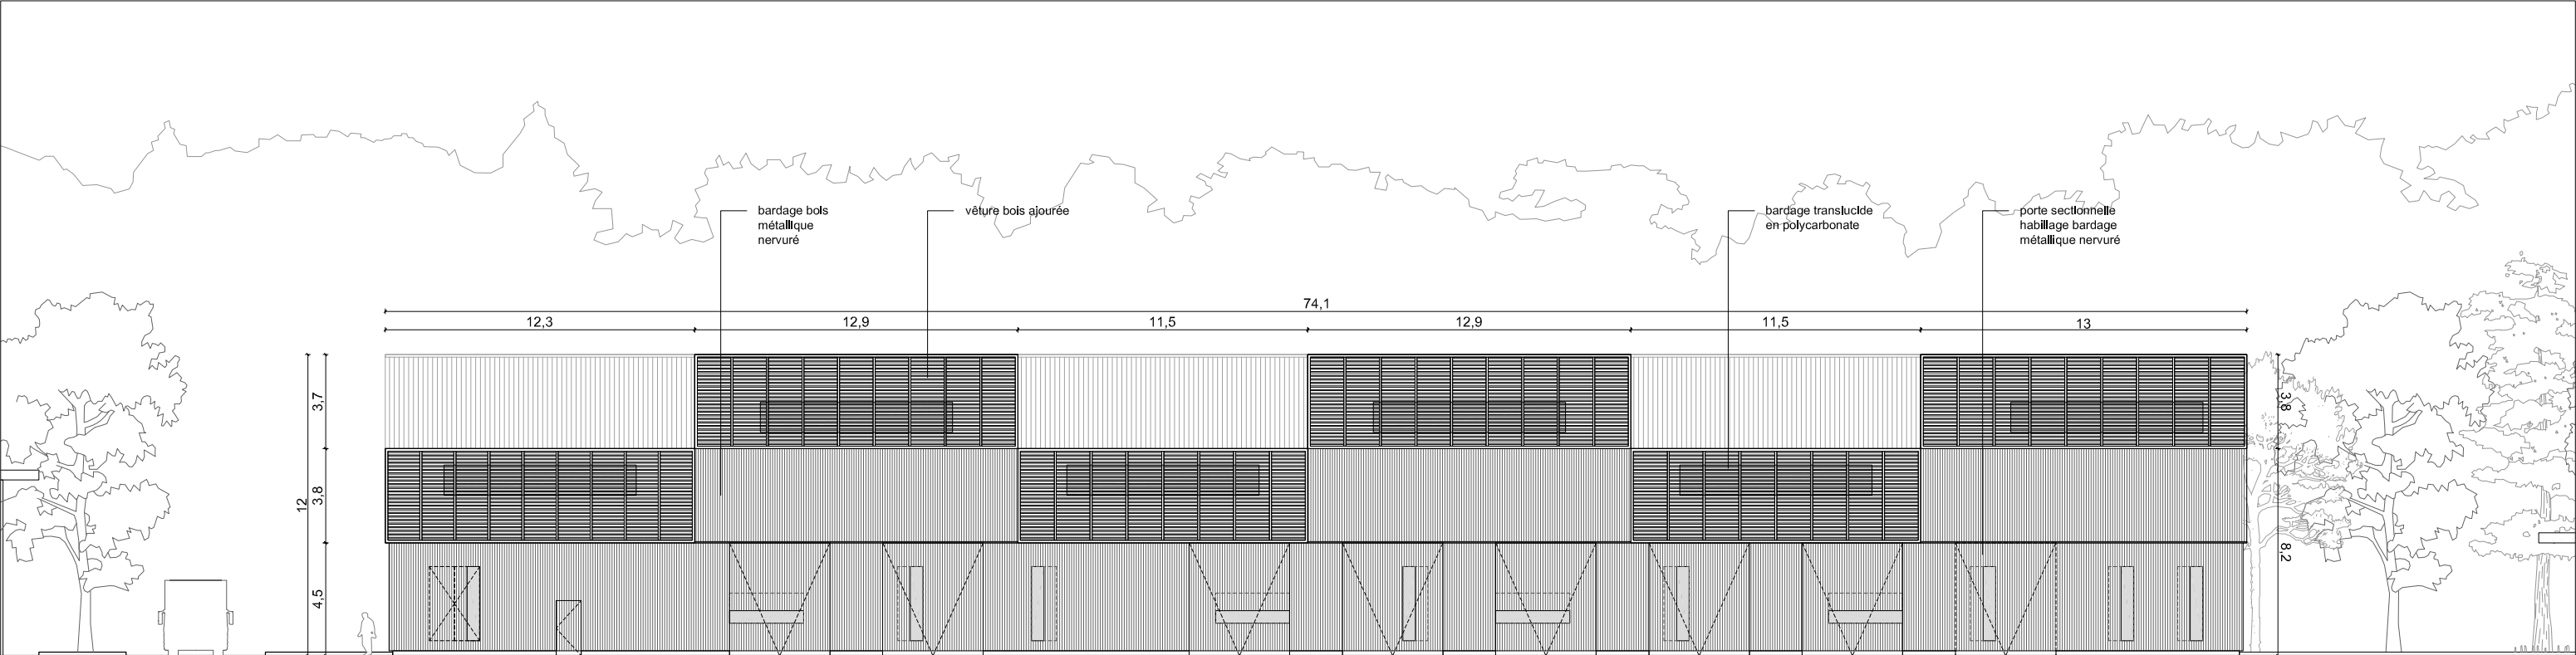 bardage bois
métallique
nervuré
vêture bois ajourée
bardage translucide
en polycarbonate
porte sectionnelle
habillage bardage
métallique nervuré
74,1
12,3
12,9
11,5
12,9
11,5
13
12
3,7
3,8
4,5
3,8
8,2